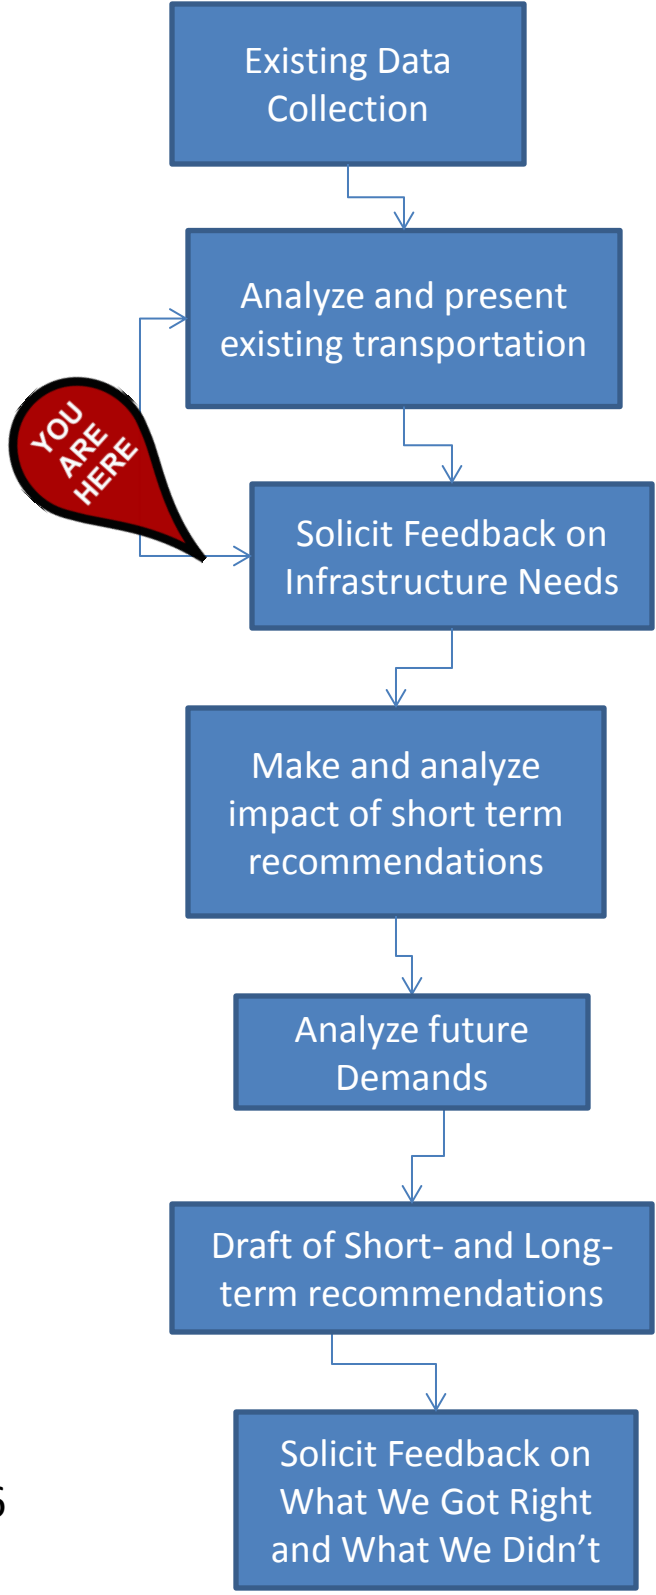 Existing Data
Collection
Analyze and present
existing transportation
YOU
ARE
HERE
Solicit Feedback on
Infrastructure Needs
Make and analyze
impact of short term
recommendations
Analyze future
Demands
Draft of Short- and Long-
term recommendations
Solicit Feedback on
What We Got Right
and What We Didn’t